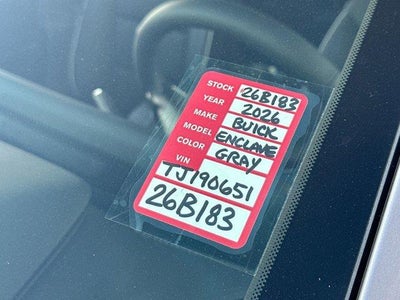 STOCK 26B183
YEAR 2026
MAKE BUICK
MODEL ENCLAVE
COLOR GRAY
VIN TJ190651
26B183